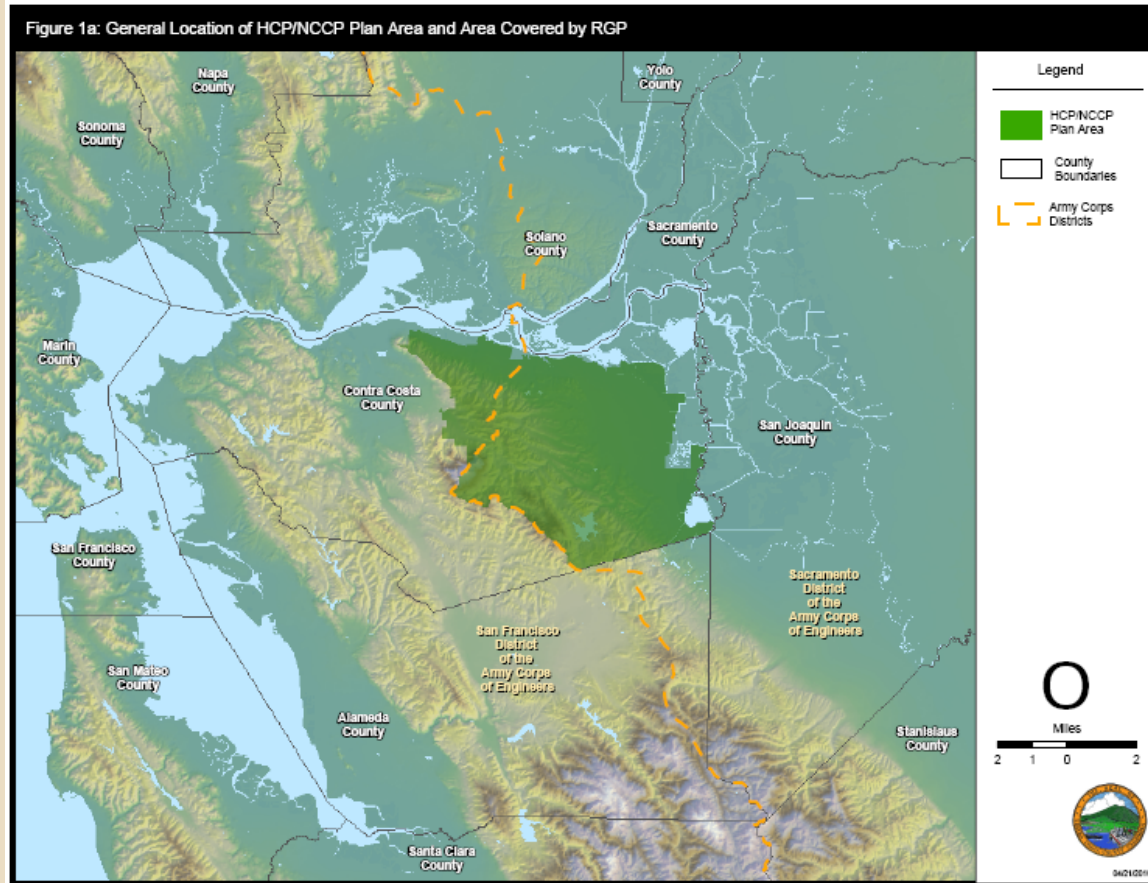 Figure 1a: General Location of HCP/NCCP Plan Area and Area Covered by RGP
Napa
County
Yolo
County
Sonoma
County
Solano
County
Sacramento
County
Marin
County
Contra Costa
County
San Joaquin
County
San Francisco
County
Sacramento
District
of the
Army Corps
of Engineers
San Francisco
District
of the
Army Corps
of Engineers
San Mateo
County
Alameda
County
Stanislaus
County
Santa Clara
County
Legend
HCP/NCCP
Plan Area
County
Boundaries
Army Corps
Districts
O
Miles
2 1 0 2